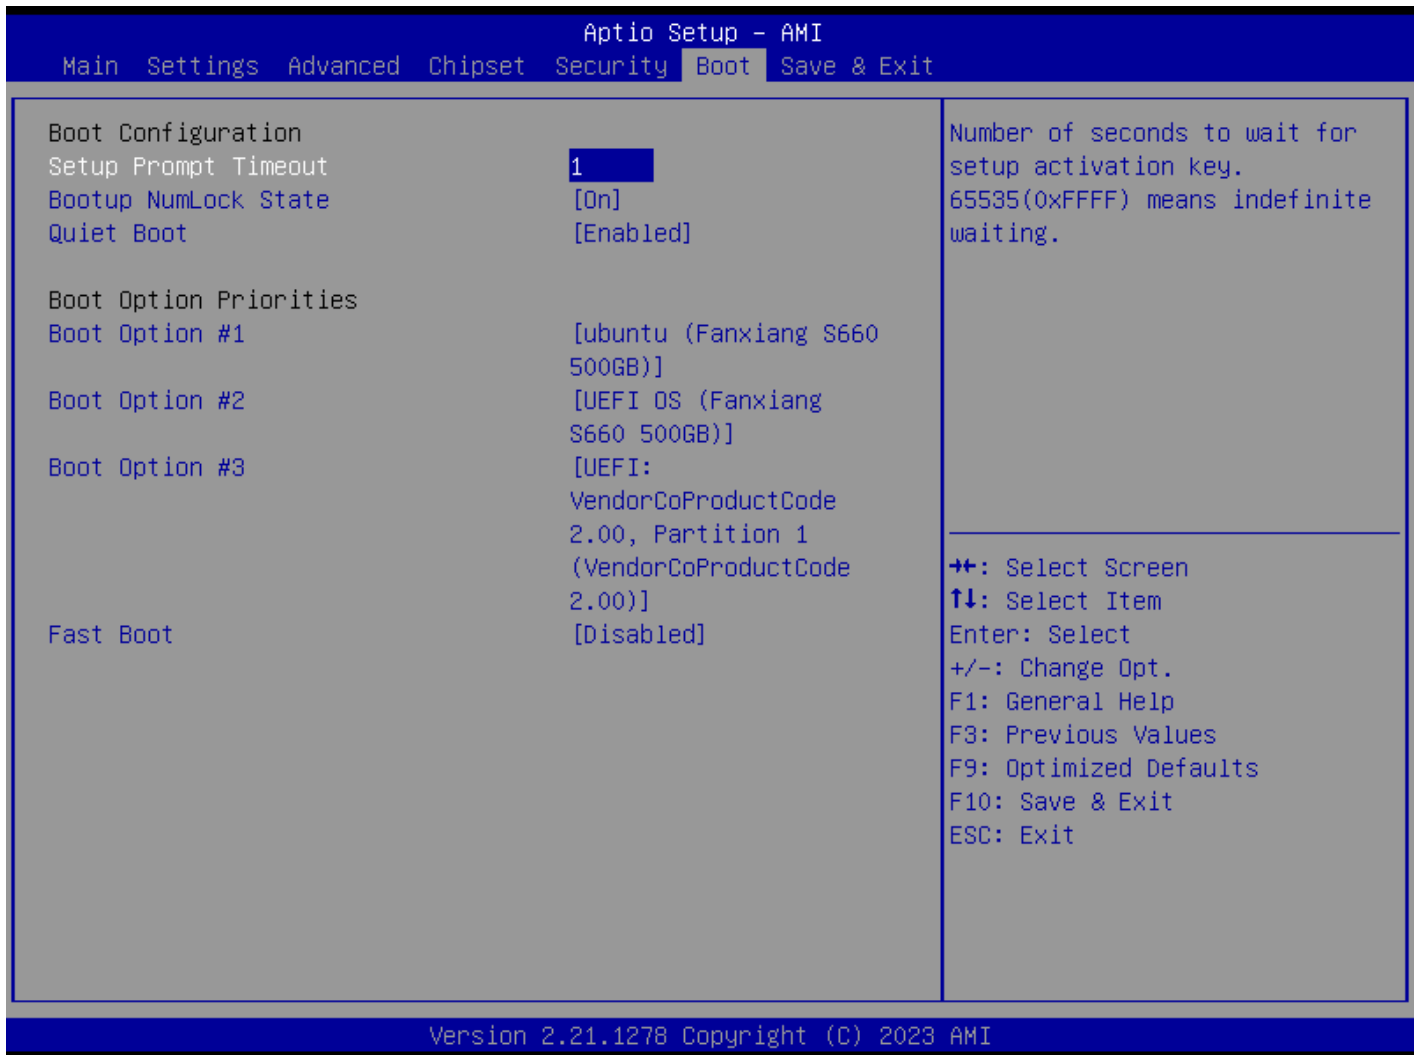 Aptio Setup – AMI
Main Settings Advanced Chipset Security Boot Save & Exit
Boot Configuration
Setup Prompt Timeout 1
Bootup NumLock State [On]
Quiet Boot [Enabled]
Boot Option Priorities
Boot Option #1 [ubuntu (Fanxiang S660
500GB)]
Boot Option #2 [UEFI OS (Fanxiang
S660 500GB)]
Boot Option #3 [UEFI:
VendorCoProductCode
2.00, Partition 1
(VendorCoProductCode
2.00)]
Fast Boot [Disabled]
Number of seconds to wait for
setup activation key.
65535(0xFFFF) means indefinite
waiting.
→←: Select Screen
↑↓: Select Item
Enter: Select
+/-: Change Opt.
F1: General Help
F3: Previous Values
F9: Optimized Defaults
F10: Save & Exit
ESC: Exit
Version 2.21.1278 Copyright (C) 2023 AMI